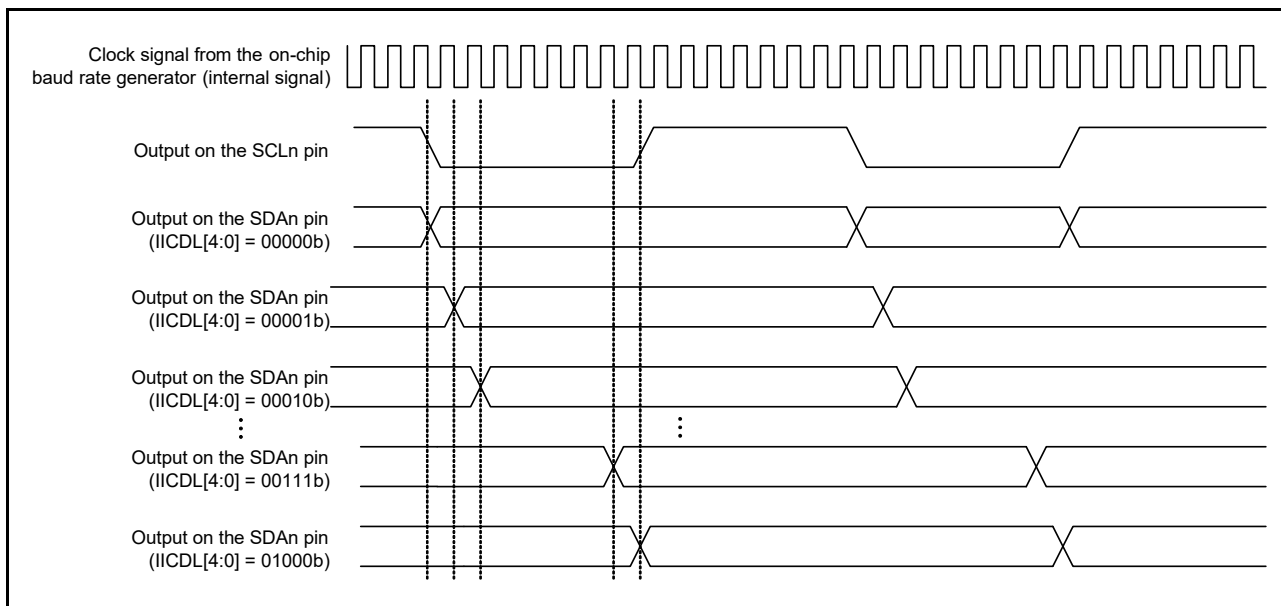 Clock signal from the on-chip
baud rate generator (internal signal)
Output on the SCLn pin
Output on the SDAn pin
(IICDL[4:0] = 00000b)
Output on the SDAn pin
(IICDL[4:0] = 00001b)
Output on the SDAn pin
(IICDL[4:0] = 00010b)
Output on the SDAn pin
(IICDL[4:0] = 00111b)
Output on the SDAn pin
(IICDL[4:0] = 01000b)